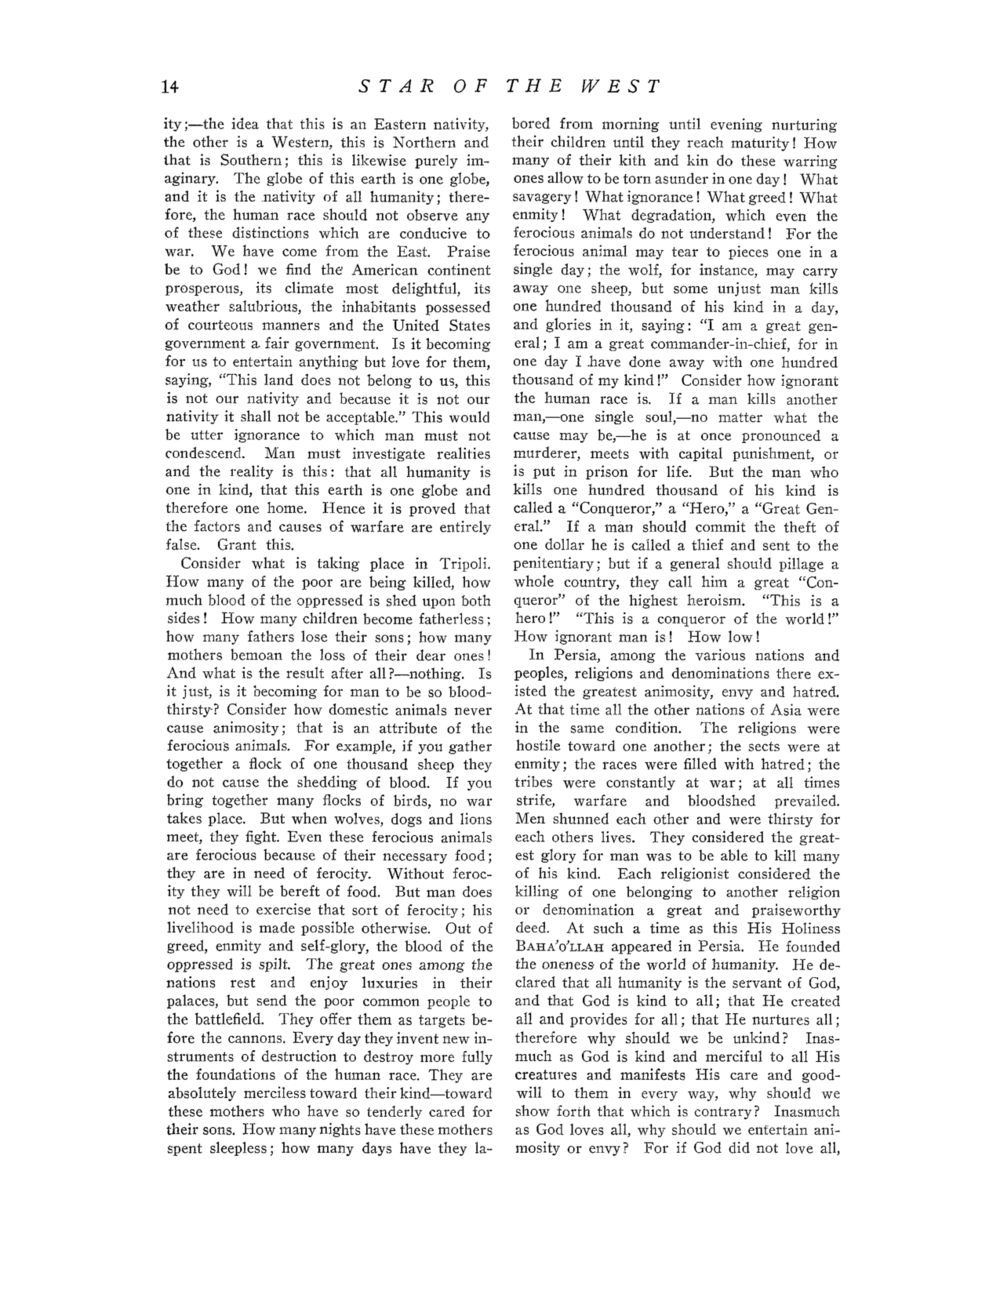 14 STAR OF THE WEST
ity;—the idea that this is an Eastern nativity,
the other is a Western, this is Northern and
that is Southern; this is likewise purely im-
aginary. The globe of this earth is one globe,
and it is the nativity of all humanity; there-
fore, the human race should not observe any
of these distinctions which are conducive to
war. We have come from the East. Praise
be to God! we find the American continent
prosperous, its climate most delightful, its
weather salubrious, the inhabitants possessed
of courteous manners and the United States
government a fair government. Is it becoming
for us to entertain anything but love for them,
saying, “This land does not belong to us, this
is not our nativity and because it is not our
nativity it shall not be acceptable.” This would
be utter ignorance to which man must not
condescend. Man must investigate realities
and the reality is this: that all humanity is
one in kind, that this earth is one globe and
therefore one home. Hence it is proved that
the factors and causes of warfare are entirely
false. Grant this.
Consider what is taking place in Tripoli.
How many of the poor are being killed, how
much blood of the oppressed is shed upon both
sides! How many children become fatherless;
how many fathers lose their sons; how many
mothers bemoan the loss of their dear ones!
And what is the result after all?—nothing. Is
it just, is it becoming for man to be so blood-
thirsty? Consider how domestic animals never
cause animosity; that is an attribute of the
ferocious animals. For example, if you gather
together a flock of one thousand sheep they
do not cause the shedding of blood. If you
bring together many flocks of birds, no war
takes place. But when wolves, dogs and lions
meet, they fight. Even these ferocious animals
are ferocious because of their necessary food;
they are in need of ferocity. Without feroc-
ity they will be bereft of food. But man does
not need to exercise that sort of ferocity; his
livelihood is made possible otherwise. Out of
greed, enmity and self-glory, the blood of the
oppressed is spilt. The great ones among the
nations rest and enjoy luxuries in their
palaces, but send the poor common people to
the battlefield. They offer them as targets be-
fore the cannons. Every day they invent new in-
struments of destruction to destroy more fully
the foundations of the human race. They are
absolutely merciless toward their kind—toward
these mothers who have so tenderly cared for
their sons. How many nights have these mothers
spent sleepless; how many days have they la-
bored from morning until evening nurturing
their children until they reach maturity! How
many of their kith and kin do these warring
ones allow to be torn asunder in one day! What
savagery! What ignorance! What greed! What
enmity! What degradation, which even the
ferocious animals do not understand! For the
ferocious animal may tear to pieces one in a
single day; the wolf, for instance, may carry
away one sheep, but some unjust man kills
one hundred thousand of his kind in a day,
and glories in it, saying: “I am a great gen-
eral; I am a great commander-in-chief, for in
one day I have done away with one hundred
thousand of my kind!” Consider how ignorant
the human race is. If a man kills another
man,—one single soul,—no matter what the
cause may be,—he is at once pronounced a
murderer, meets with capital punishment, or
is put in prison for life. But the man who
kills one hundred thousand of his kind is
called a “Conqueror,” a “Hero,” a “Great Gen-
eral.” If a man should commit the theft of
one dollar he is called a thief and sent to the
penitentiary; but if a general should pillage a
whole country, they call him a great “Con-
queror” of the highest heroism. “This is a
hero!” “This is a conqueror of the world!”
How ignorant man is! How low!
In Persia, among the various nations and
peoples, religions and denominations there ex-
isted the greatest animosity, envy and hatred.
At that time all the other nations of Asia were
in the same condition. The religions were
hostile toward one another; the sects were at
enmity; the races were filled with hatred; the
tribes were constantly at war; at all times
strife, warfare and bloodshed prevailed.
Men shunned each other and were thirsty for
each others lives. They considered the great-
est glory for man was to be able to kill many
of his kind. Each religionist considered the
killing of one belonging to another religion
or denomination a great and praiseworthy
deed. At such a time as this His Holiness
BAHA’O’LLAH appeared in Persia. He founded
the oneness of the world of humanity. He de-
clared that all humanity is the servant of God,
and that God is kind to all; that He created
all and provides for all; that He nurtures all;
therefore why should we be unkind? Inas-
much as God is kind and merciful to all His
creatures and manifests His care and good-
will to them in every way, why should we
show forth that which is contrary? Inasmuch
as God loves all, why should we entertain ani-
mosity or envy? For if God did not love all,